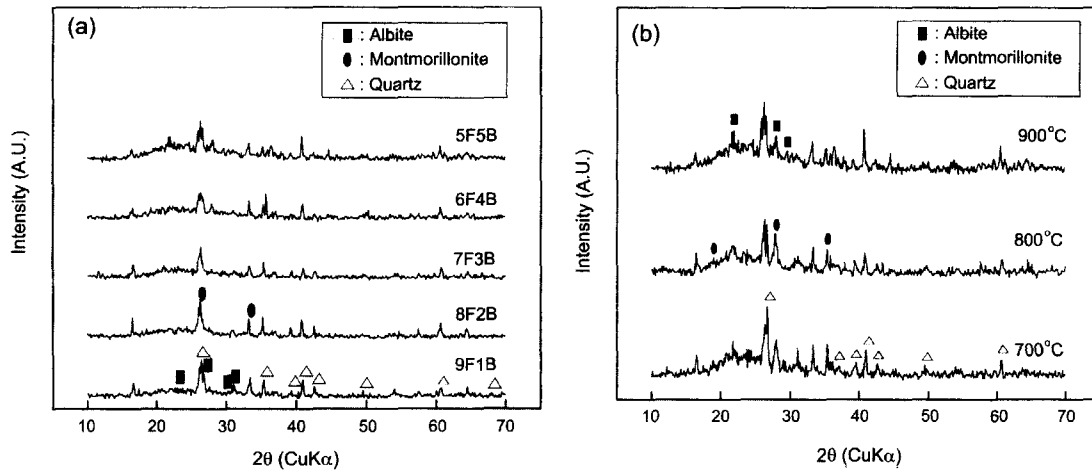 (a)
■ : Albite
● : Montmorillonite
△ : Quartz
5F5B
6F4B
7F3B
8F2B
9F1B
Intensity (A.U.)
10 20 30 40 50 60 70
2θ (CuKα)
(b)
■ : Albite
● : Montmorillonite
△ : Quartz
900°C
800°C
700°C
Intensity (A.U.)
10 20 30 40 50 60 70
2θ (CuKα)